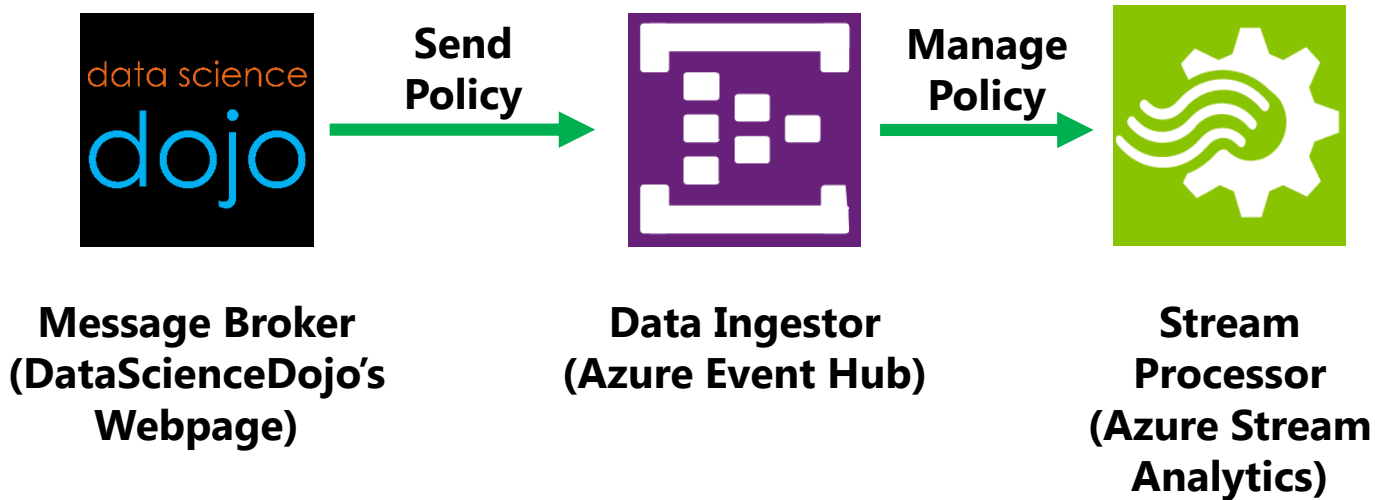 data science
dojo
Send
Policy
Manage
Policy
Message Broker
(DataScienceDojo’s
Webpage)
Data Ingestor
(Azure Event Hub)
Stream
Processor
(Azure Stream
Analytics)